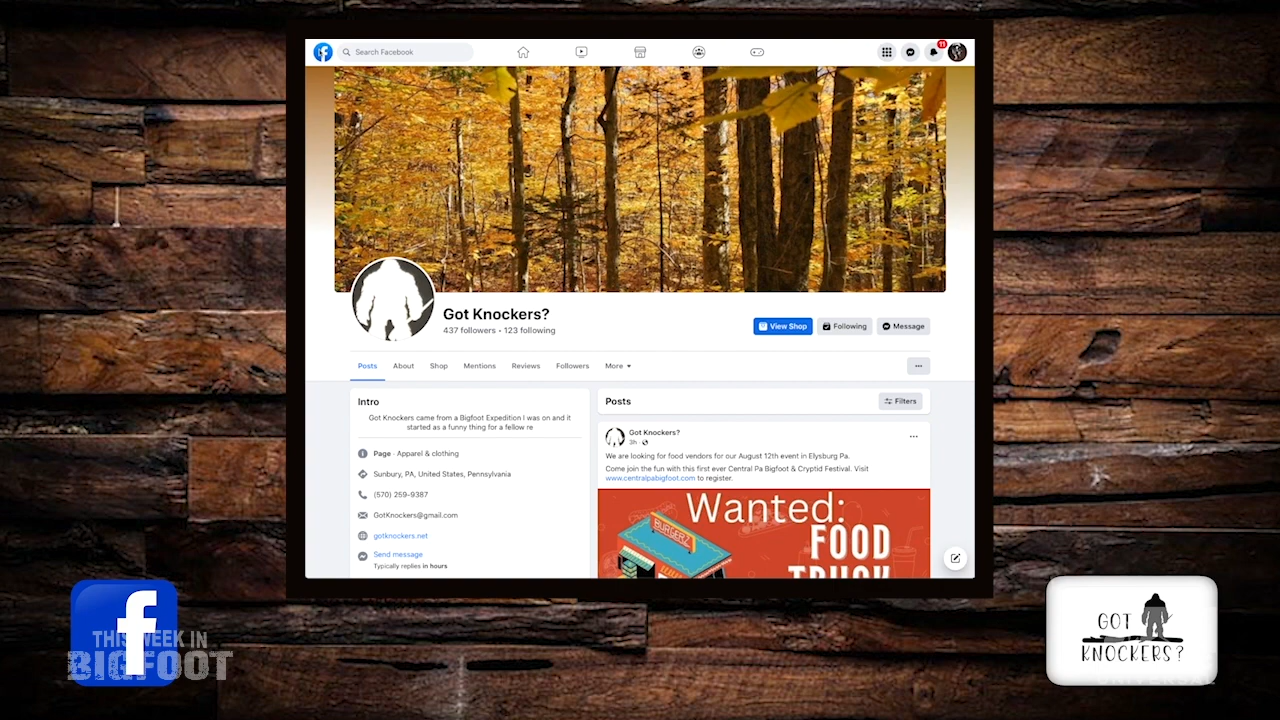 Search Facebook
11
Got Knockers?
437 followers • 123 following
View Shop
Following
Message
Posts
About
Shop
Mentions
Reviews
Followers
More
Intro
Got Knockers came from a Bigfoot Expedition I was on and it
started as a funny thing for a fellow re
Page · Apparel & clothing
Sunbury, PA, United States, Pennsylvania
(570) 259-9387
GotKnockers@gmail.com
gotknockers.net
Send message
Typically replies in hours
Posts
Filters
Got Knockers?
3h ·
We are looking for food vendors for our August 12th event in Elysburg Pa.
Come join the fun with this first ever Central Pa Bigfoot & Cryptid Festival. Visit
www.centralpabigfoot.com to register.
Wanted:
BURGERZ
FOOD
TRUCK
f
THIS WEEK IN
BIGFOOT
GOT
KNOCKERS?